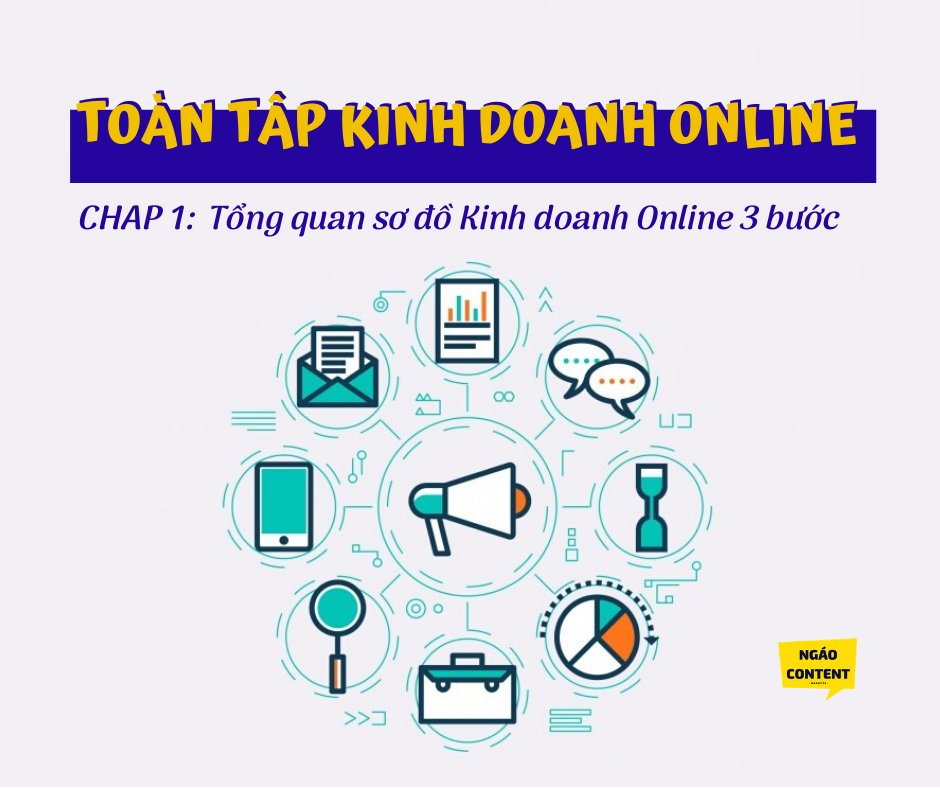 TOÀN TẬP KINH DOANH ONLINE
CHAP 1: Tổng quan sơ đồ Kinh doanh Online 3 bước
NGÁO
CONTENT